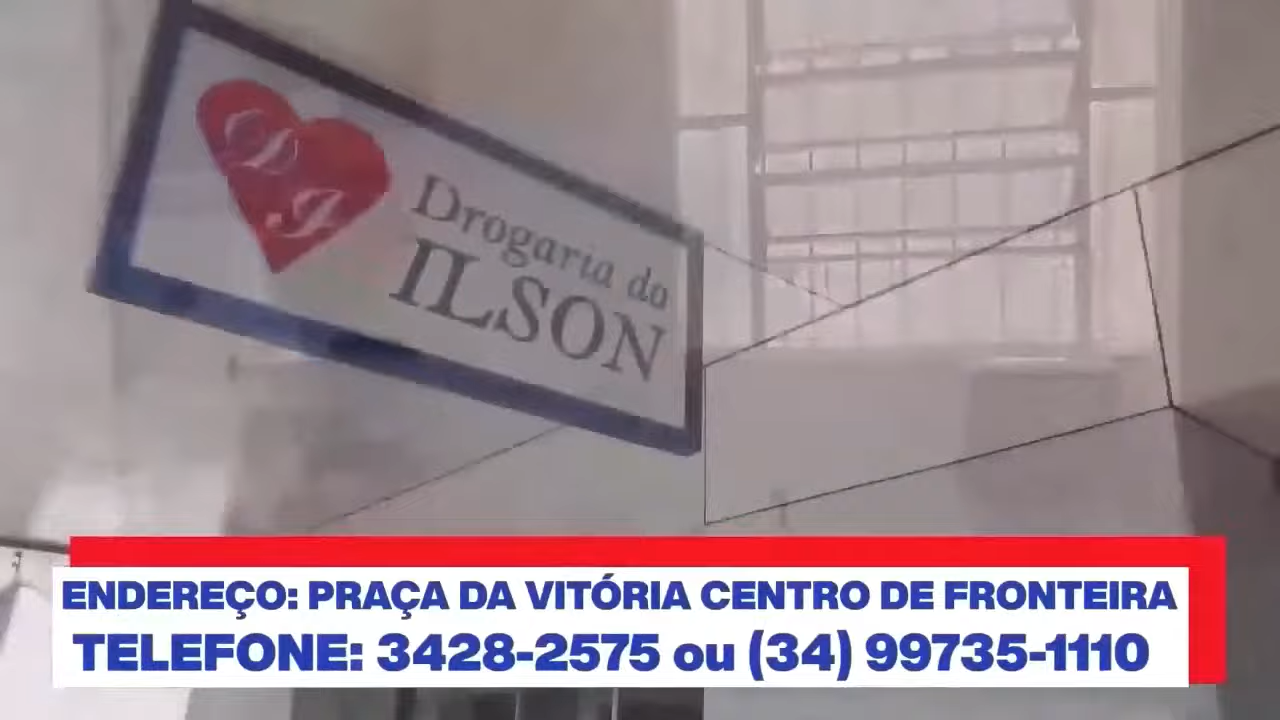 D
I
Drogaria do
ILSON
ENDEREÇO: PRAÇA DA VITÓRIA CENTRO DE FRONTEIRA
TELEFONE: 3428-2575 ou (34) 99735-1110